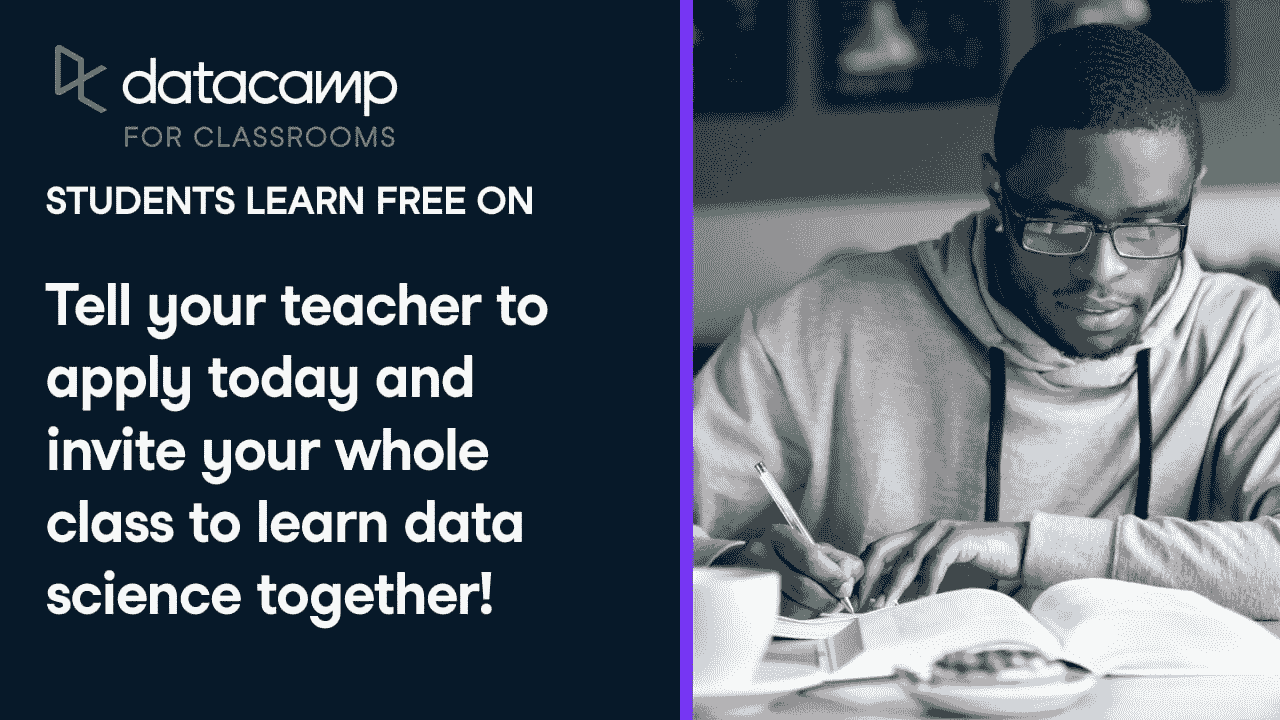 datacamp
FOR CLASSROOMS
STUDENTS LEARN FREE ON
Tell your teacher to
apply today and
invite your whole
class to learn data
science together!